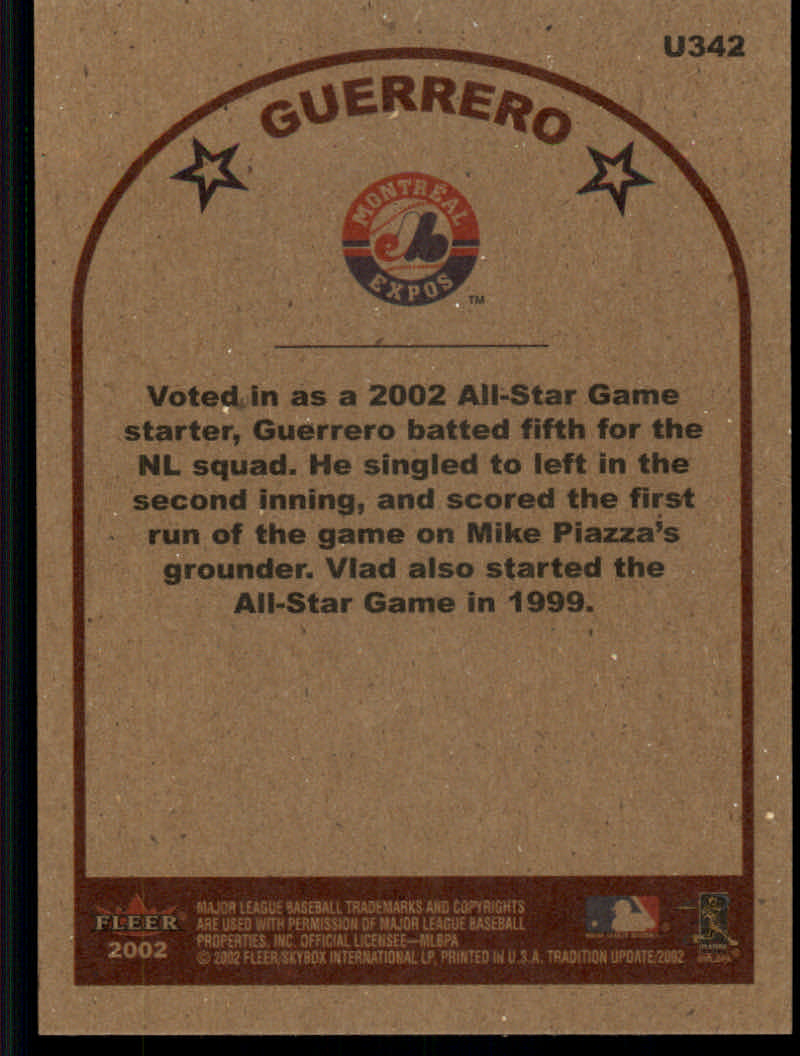 U342
GUERRERO
MONTRÉAL
EXPOS
TM
Voted in as a 2002 All-Star Game
starter, Guerrero batted fifth for the
NL squad. He singled to left in the
second inning, and scored the first
run of the game on Mike Piazza's
grounder. Vlad also started the
All-Star Game in 1999.
FLEER
2002
MAJOR LEAGUE BASEBALL TRADEMARKS AND COPYRIGHTS
ARE USED WITH PERMISSION OF MAJOR LEAGUE BASEBALL
PROPERTIES, INC. OFFICIAL LICENSEE—MLBPA
© 2002 FLEER/SKYBOX INTERNATIONAL LP, PRINTED IN U.S.A. TRADITION UPDATE/2002